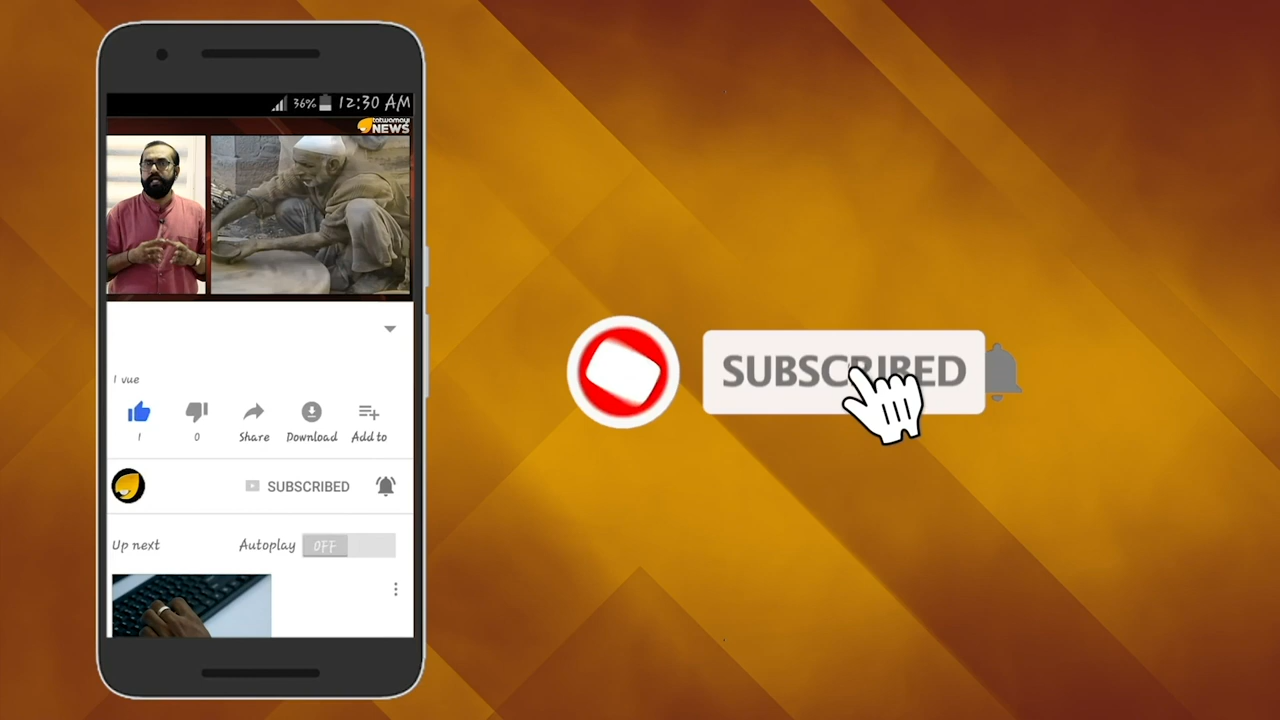 36% 12:30 AM
tatwamayi
NEWS
1 vue
1
0
Share
Download
Add to
SUBSCRIBED
Up next
Autoplay
OFF
SUBSCRIBED